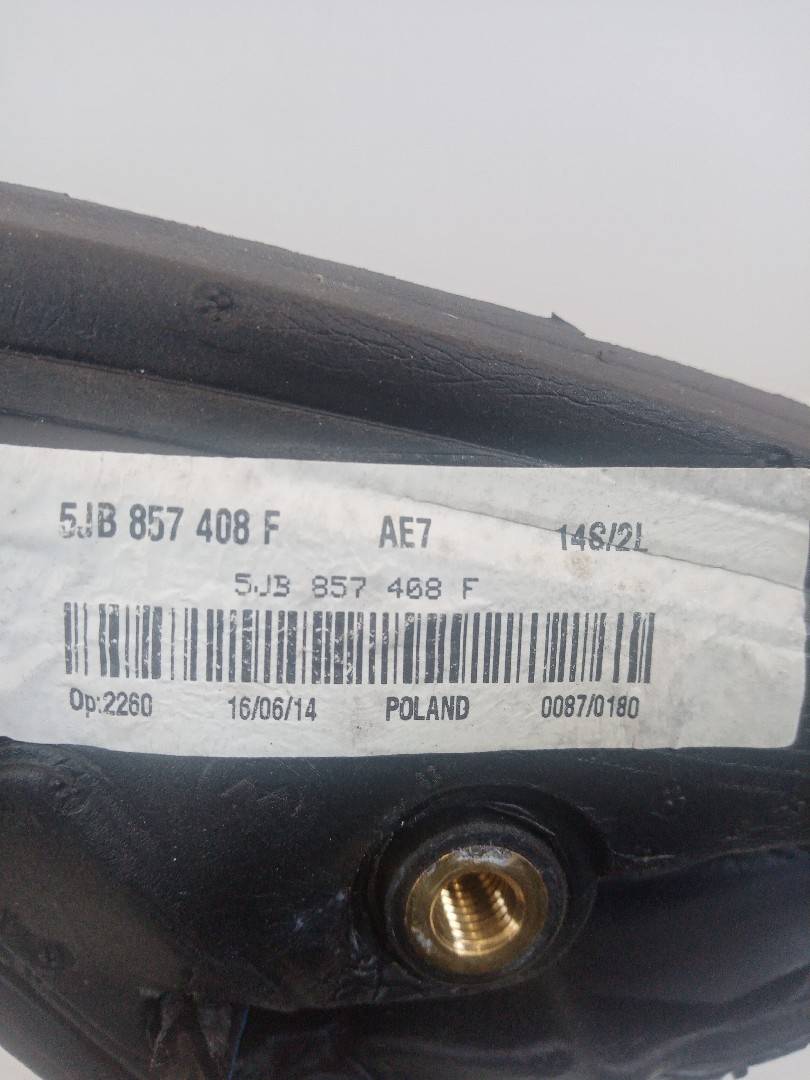 5JB 857 408 F AE7 14S/2L
5JB 857 408 F
Op:2260 16/06/14 POLAND 0087/0180